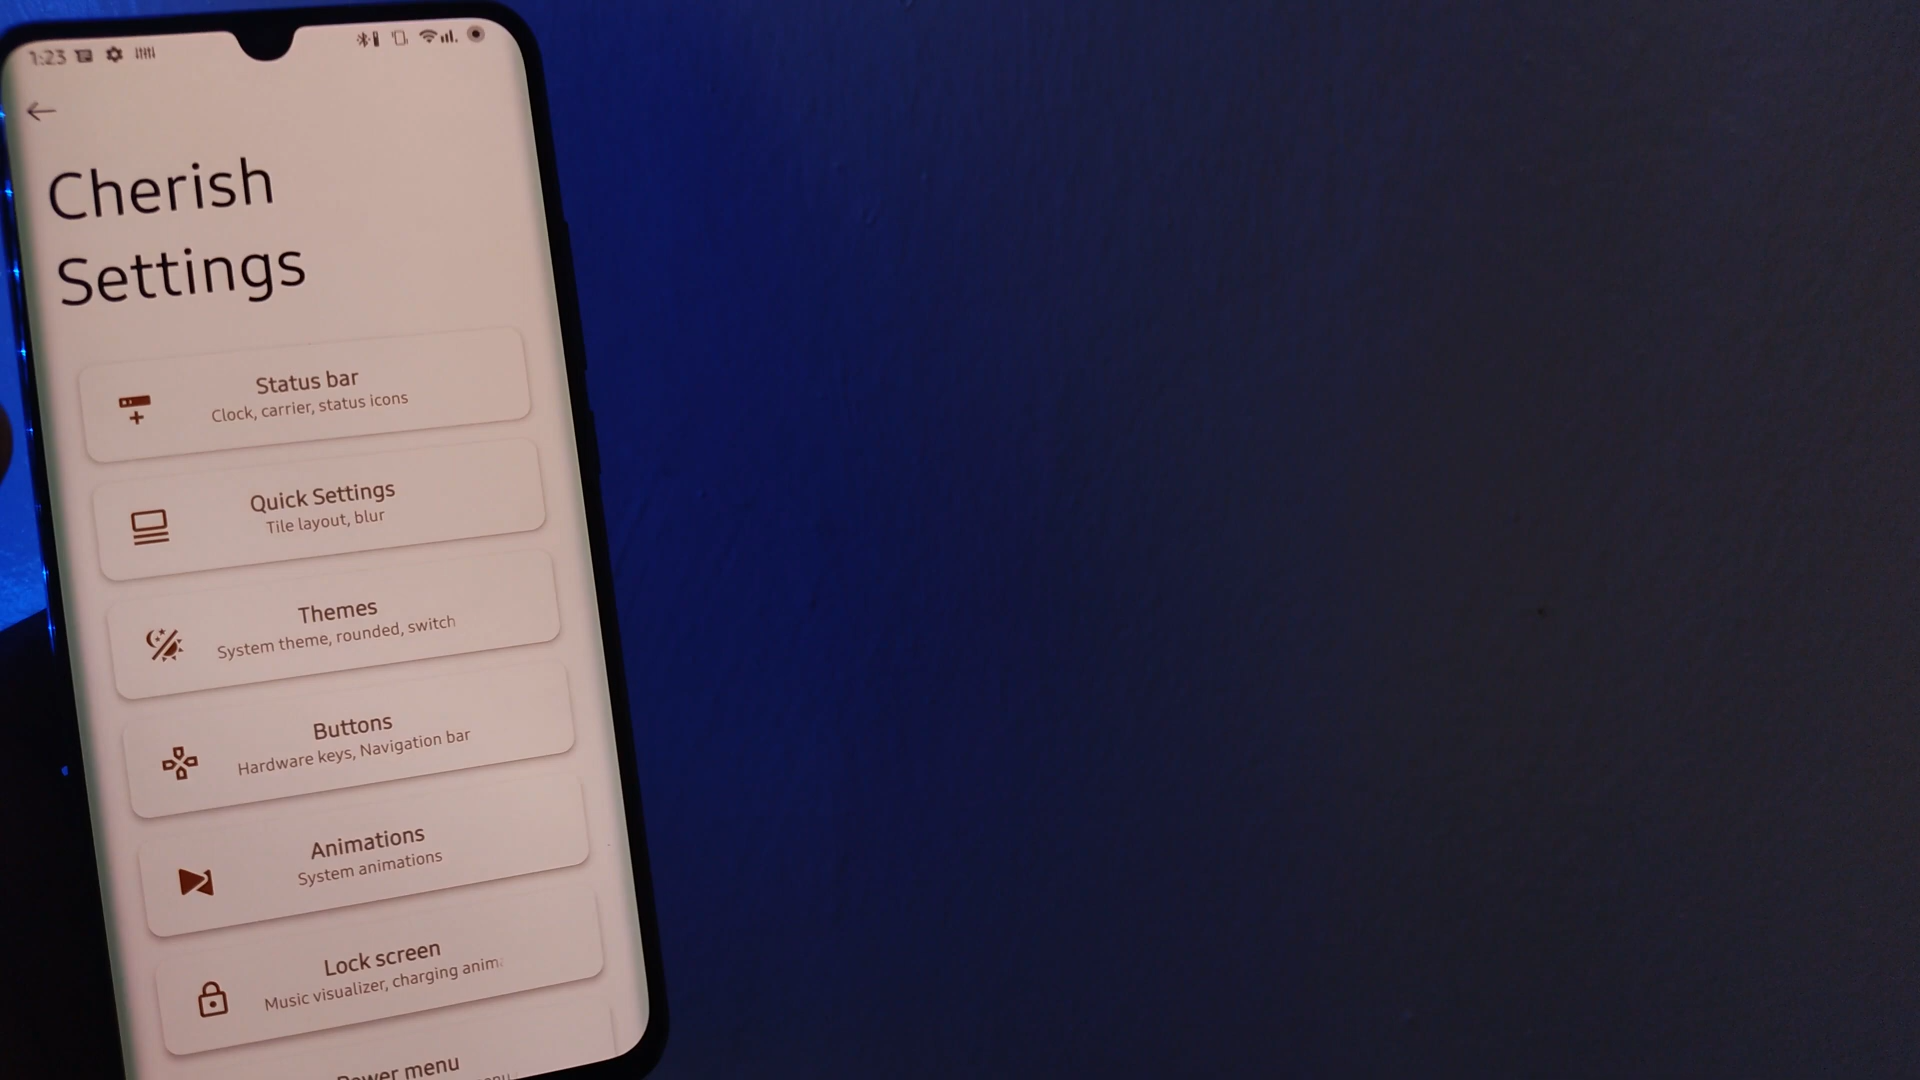 1:23
Cherish
Settings
Status bar
Clock, carrier, status icons
Quick Settings
Tile layout, blur
Themes
System theme, rounded, switch
Buttons
Hardware keys, Navigation bar
Animations
System animations
Lock screen
Music visualizer, charging anim
Power menu